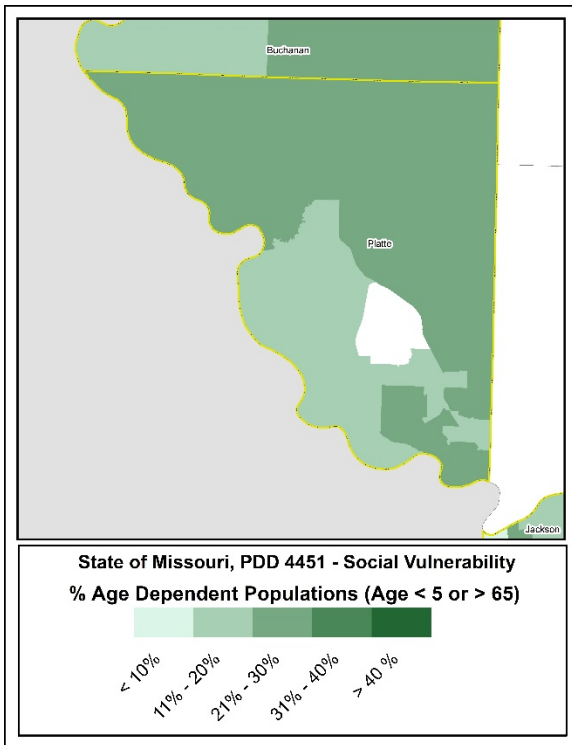 Buchanan
Platte
Jackson
State of Missouri, PDD 4451 - Social Vulnerability
% Age Dependent Populations (Age < 5 or > 65)
< 10%
11% - 20%
21% - 30%
31% - 40%
> 40 %